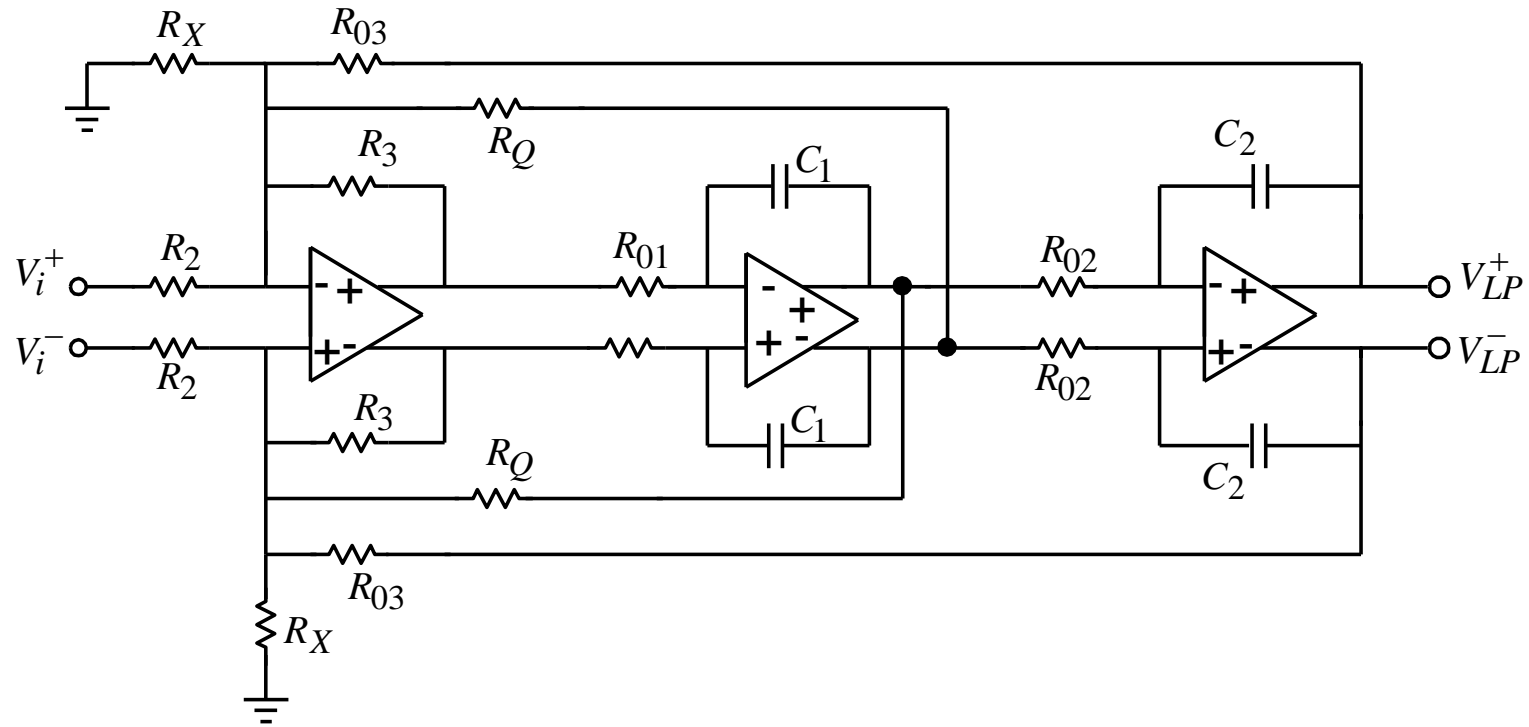 R_X R_03
R_Q
R_3 C_1 C_2
V_i^+ R_2 R_01 R_02 V_LP^+
- + - + - +
V_i^- R_2 + - + - R_02 + - V_LP^-
R_3 C_1
R_Q C_2
R_03
R_X